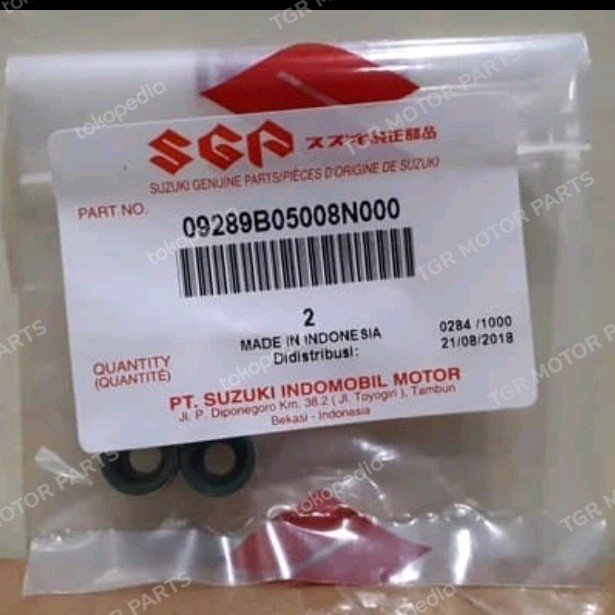 SGP スズキ純正部品
SUZUKI GENUINE PARTS/PIÈCES D'ORIGINE DE SUZUKI
PART NO. 09289B05008N000
2
MADE IN INDONESIA
Didistribusi:
0284 /1000
21/08/2018
QUANTITY
(QUANTITÉ)
PT. SUZUKI INDOMOBIL MOTOR
Jl. P. Diponegoro Km. 38.2 ( Jl. Toyogiri ), Tambun
Bekasi - Indonesia
tokopedia
TGR MOTOR PARTS